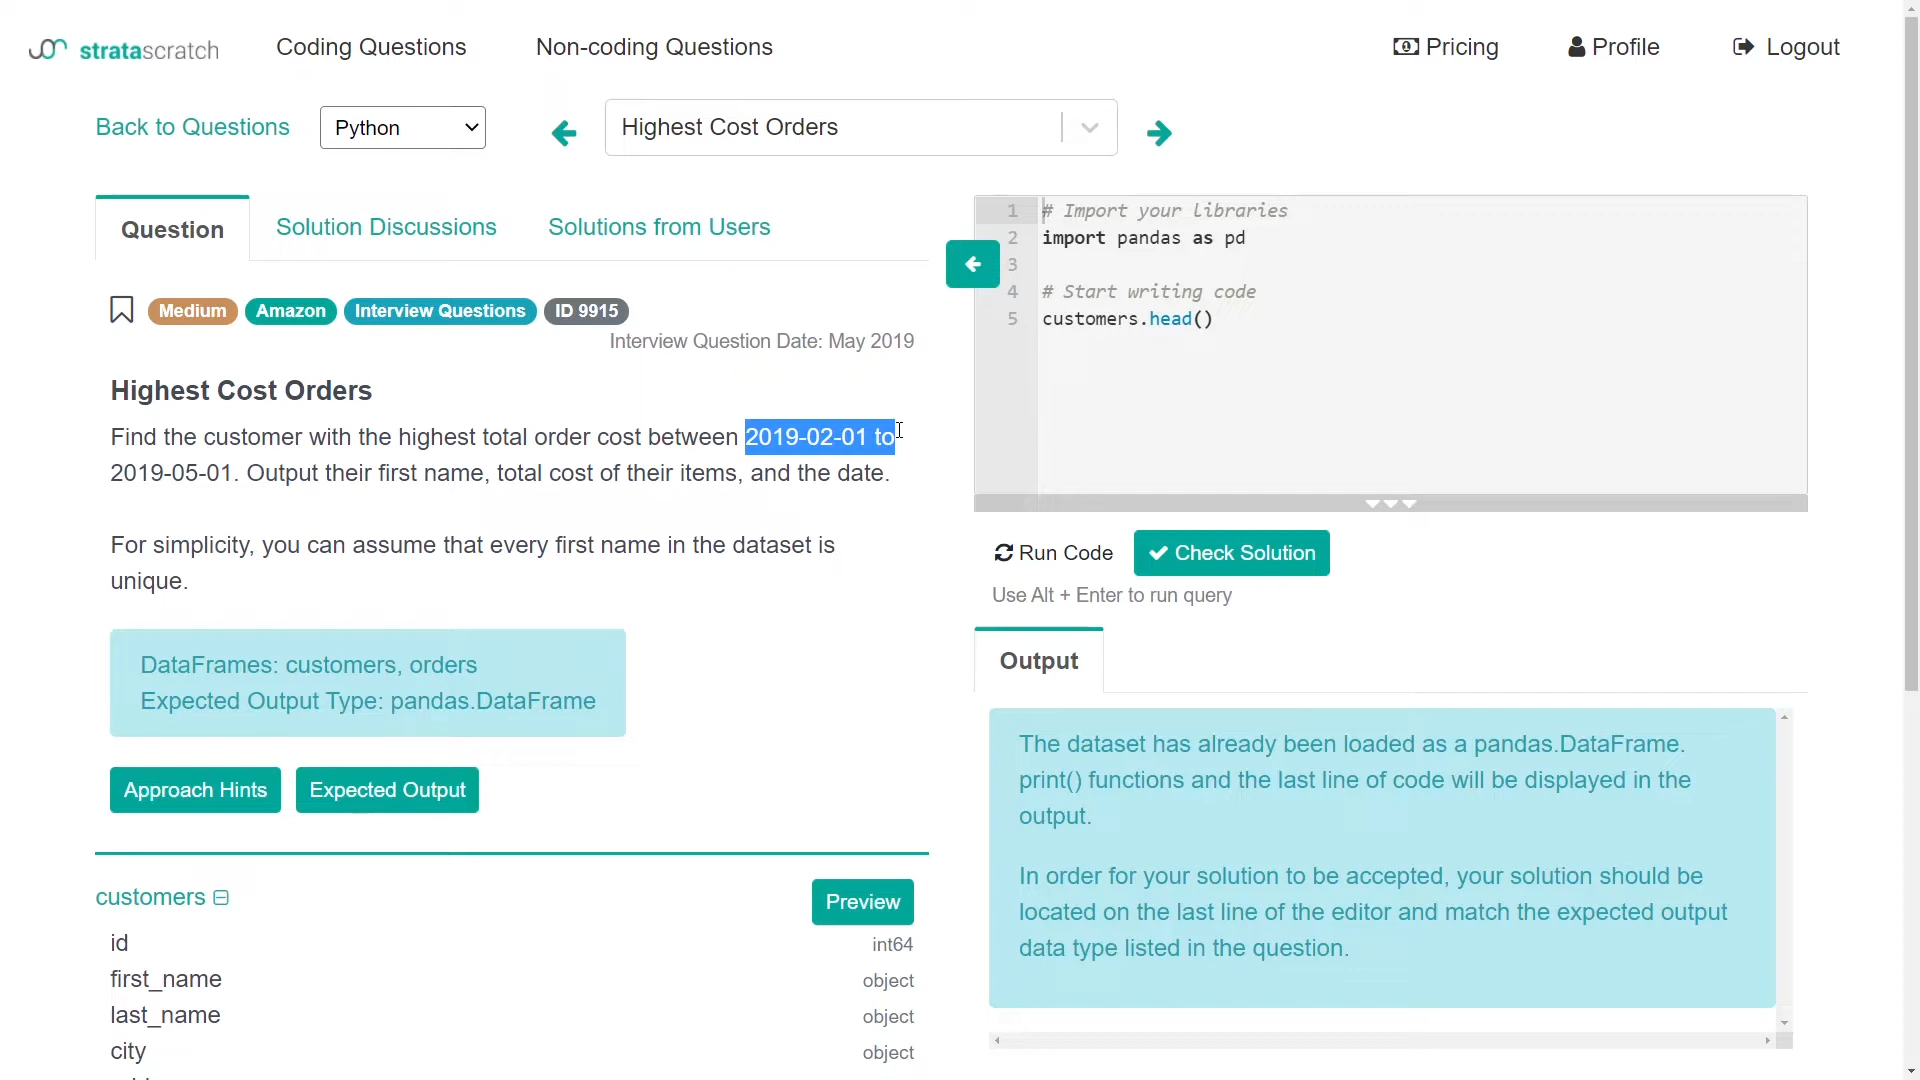 stratascratch
Coding Questions
Non-coding Questions
Pricing
Profile
Logout
Back to Questions
Python
Highest Cost Orders
Question
Solution Discussions
Solutions from Users
Medium
Amazon
Interview Questions
ID 9915
Interview Question Date: May 2019
Highest Cost Orders
Find the customer with the highest total order cost between 2019-02-01 to
2019-05-01. Output their first name, total cost of their items, and the date.
For simplicity, you can assume that every first name in the dataset is
unique.
DataFrames: customers, orders
Expected Output Type: pandas.DataFrame
Approach Hints
Expected Output
customers
Preview
id int64
first_name object
last_name object
city object
1 # Import your libraries
2 import pandas as pd
3
4 # Start writing code
5 customers.head()
Run Code
Check Solution
Use Alt + Enter to run query
Output
The dataset has already been loaded as a pandas.DataFrame.
print() functions and the last line of code will be displayed in the
output.
In order for your solution to be accepted, your solution should be
located on the last line of the editor and match the expected output
data type listed in the question.